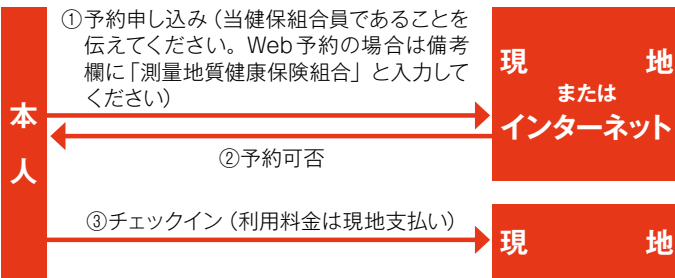 ①予約申し込み（当健保組合員であることを
伝えてください。Web予約の場合は備考
欄に「測量地質健康保険組合」と入力して
ください）
本人
現地
または
インターネット
②予約可否
③チェックイン（利用料金は現地支払い）
現地